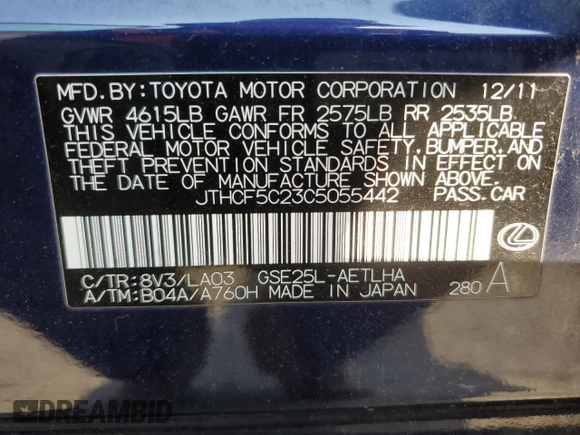 MFD. BY: TOYOTA MOTOR CORPORATION 12/11
GVWR 4615LB GAWR FR 2575LB RR 2535LB
THIS VEHICLE CONFORMS TO ALL APPLICABLE
FEDERAL MOTOR VEHICLE SAFETY, BUMPER, AND
THEFT PREVENTION STANDARDS IN EFFECT ON
THE DATE OF MANUFACTURE SHOWN ABOVE.
JTHCF5C23C5055442 PASS. CAR
C/TR: 8V3/LA03 GSE25L-AETLHA
A/TM: B04A/A760H MADE IN JAPAN 280 A
DREAMBID